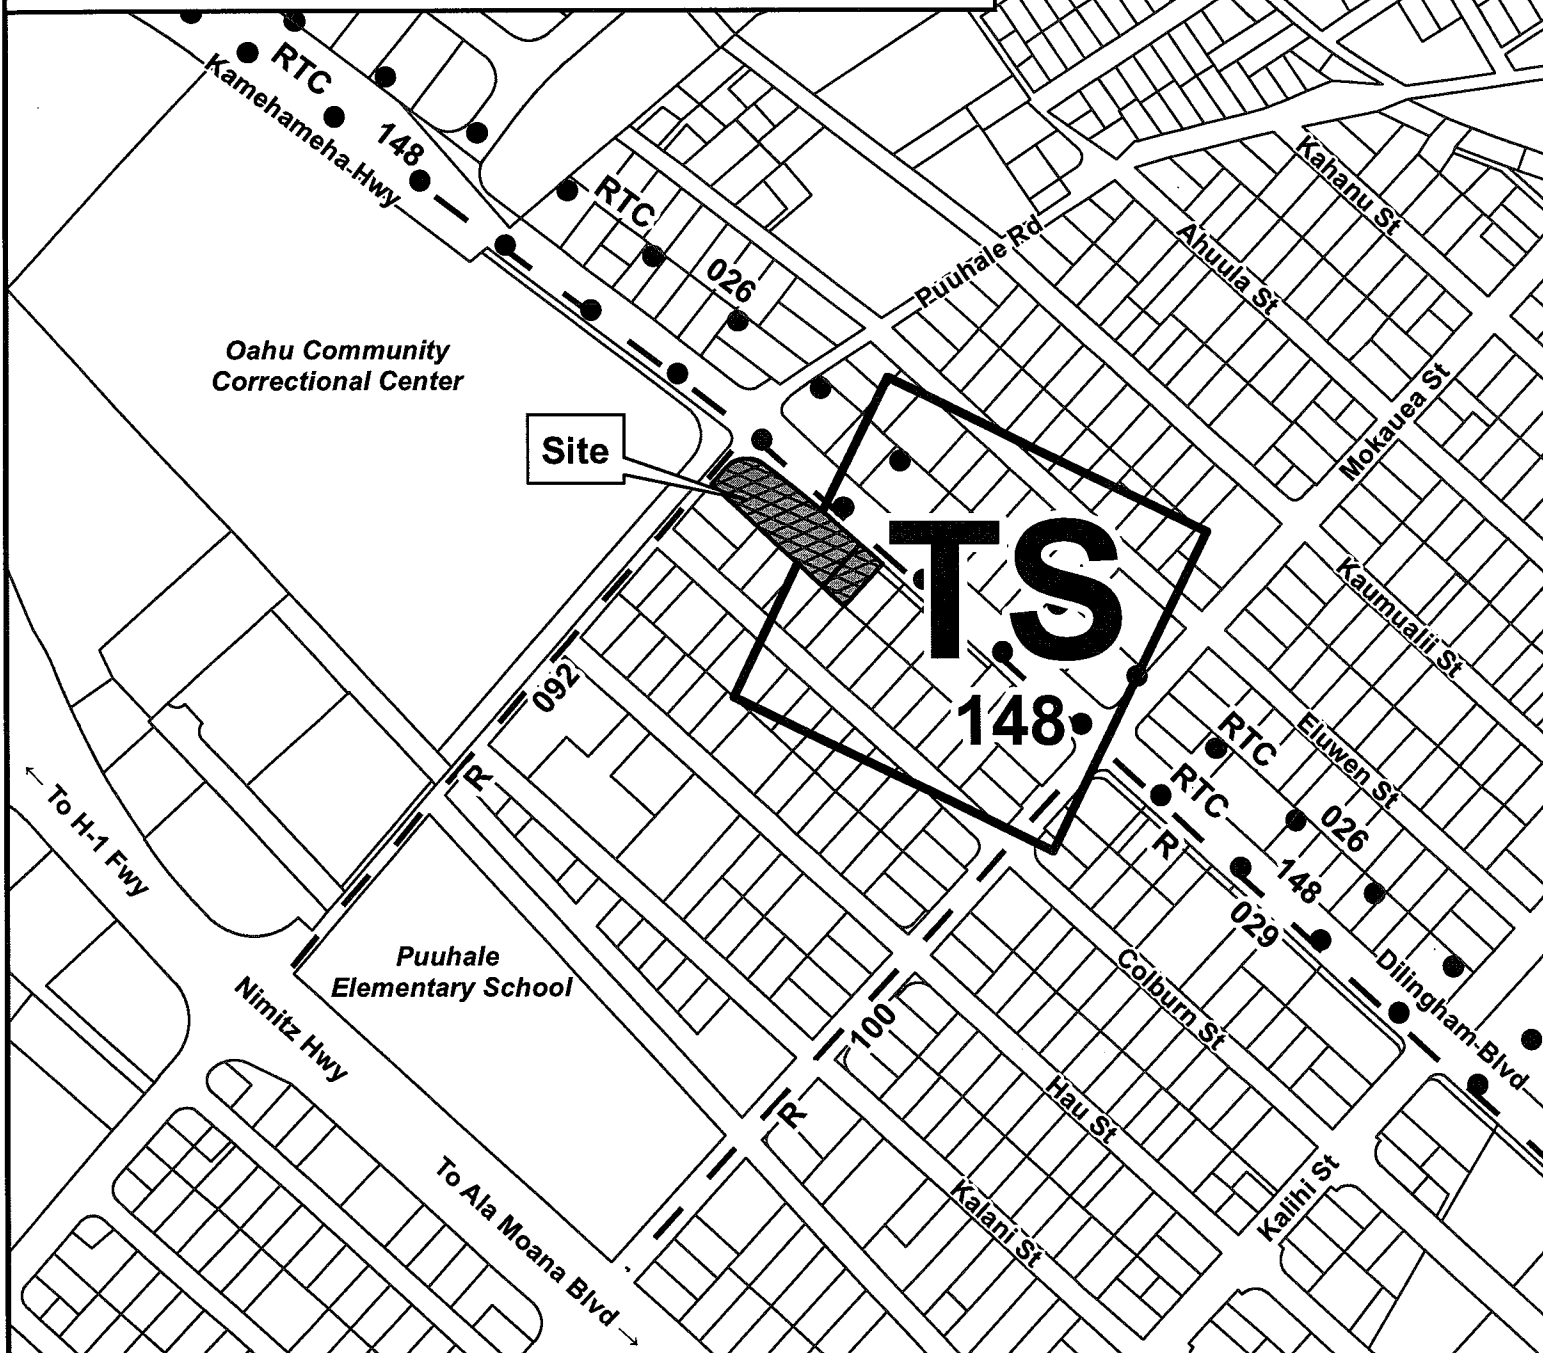 RTC
148
Kamehameha Hwy
RTC
026
Puuhale Rd
Kahanu St
Ahuula St
Mokauea St
Oahu Community
Correctional Center
Site
TS
148
Kaumualii St
Eluwen St
092
R
RTC
026
RTC
148
R
029
Dilingham Blvd
← To H-1 Fwy
Puuhale
Elementary School
Nimitz Hwy
To Ala Moana Blvd →
100
R
Colburn St
Hau St
Kalani St
Kalihi St